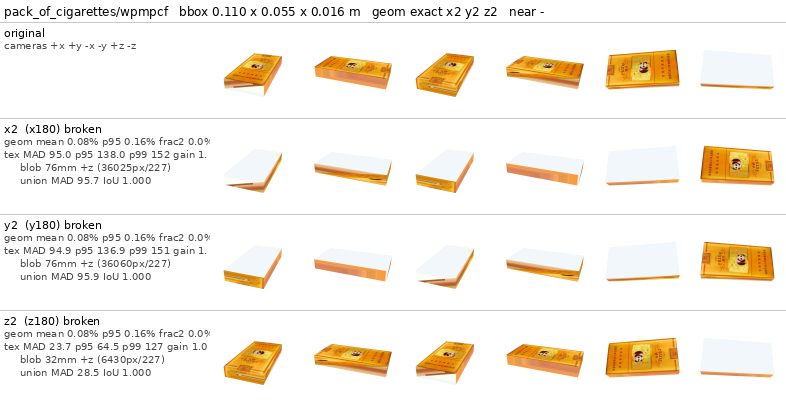 pack_of_cigarettes/wpmpcf bbox 0.110 x 0.055 x 0.016 m geom exact x2 y2 z2 near -
original
cameras +x +y -x -y +z -z
x2 (x180) broken
geom mean 0.08% p95 0.16% frac2 0.0%
tex MAD 95.0 p95 138.0 p99 152 gain 1.
blob 76mm +z (36025px/227)
union MAD 95.7 IoU 1.000
y2 (y180) broken
geom mean 0.08% p95 0.16% frac2 0.0%
tex MAD 94.9 p95 136.9 p99 151 gain 1.
blob 76mm +z (36060px/227)
union MAD 95.9 IoU 1.000
z2 (z180) broken
geom mean 0.08% p95 0.16% frac2 0.0%
tex MAD 23.7 p95 64.5 p99 127 gain 1.0
blob 32mm +z (6430px/227)
union MAD 28.5 IoU 1.000